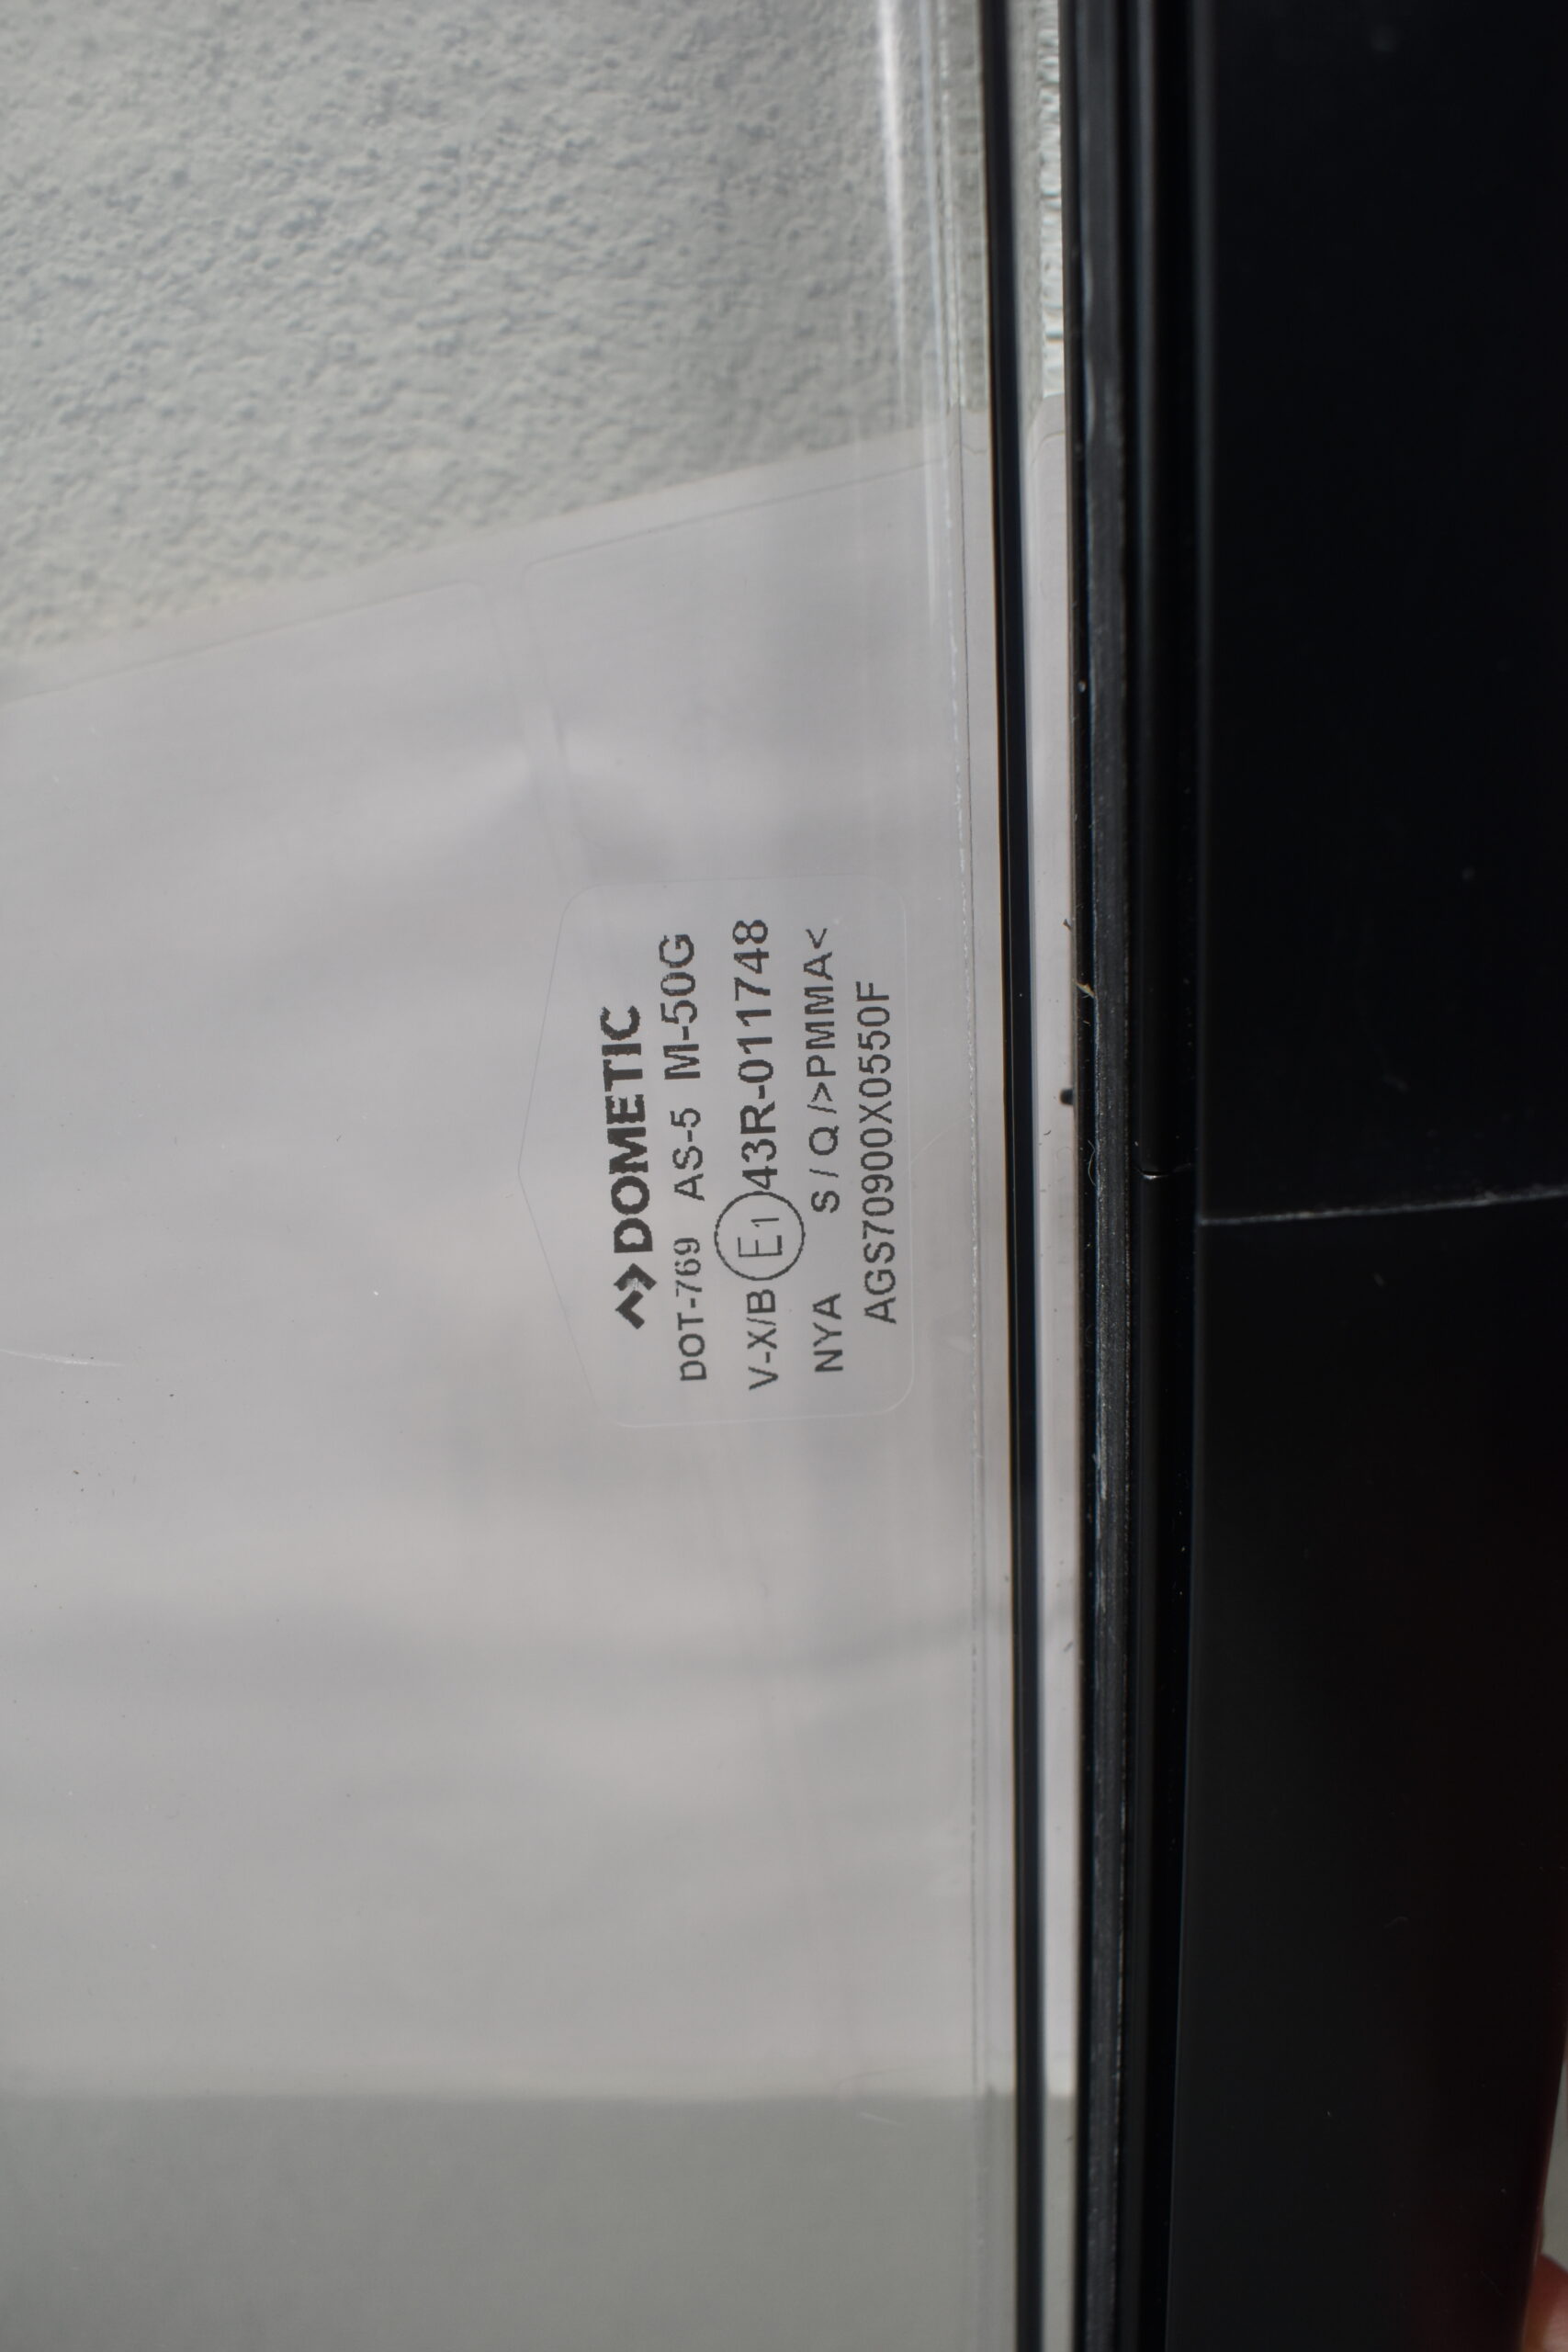 DOMETIC
DOT-769 AS-5 M-50G
V-X/B E1 43R-011748
NYA S/Q/>PMMA<
AGS70900X0550F